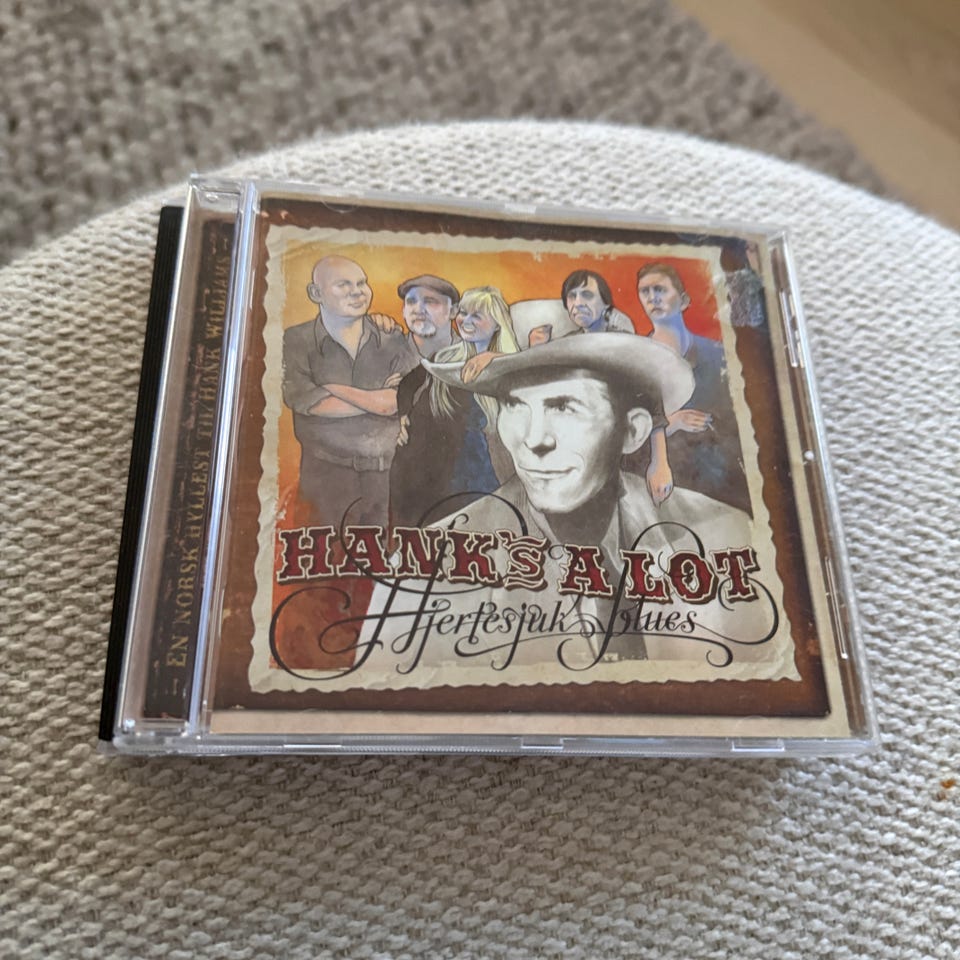 EN NORSK HYLLEST TIL HANK WILLIAMS
HANK'S A LOT
Hjertesjuk blues